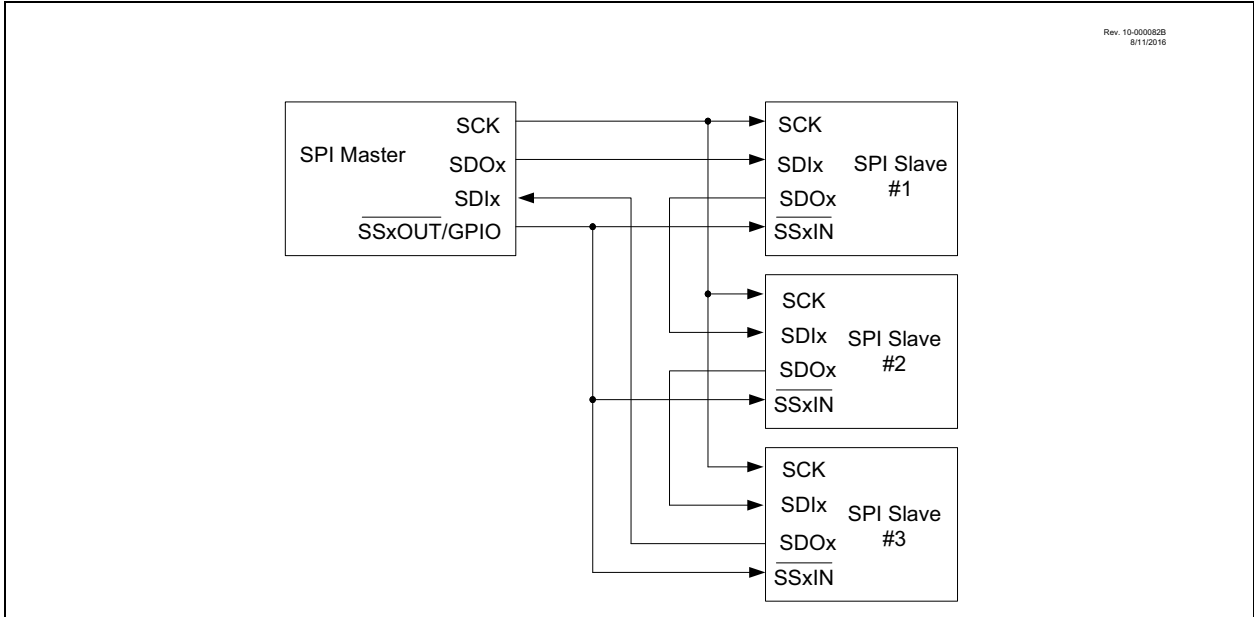 Rev. 10-000082B
8/11/2016
SPI Master
SCK
SDOx
SDIx
SSxOUT/GPIO
SCK
SDIx
SDOx
SSxIN
SPI Slave
#1
SCK
SDIx
SDOx
SSxIN
SPI Slave
#2
SCK
SDIx
SDOx
SSxIN
SPI Slave
#3